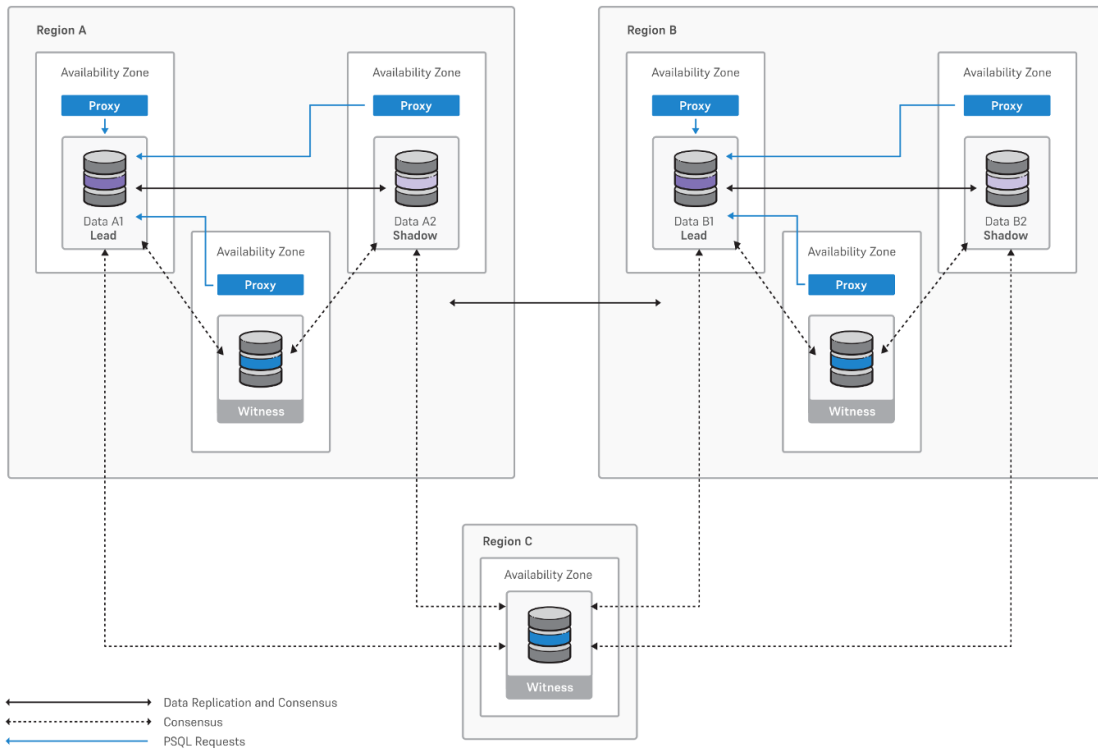 Region A
Availability Zone
Proxy
Data A1
Lead
Availability Zone
Proxy
Data A2
Shadow
Availability Zone
Proxy
Witness
Region B
Availability Zone
Proxy
Data B1
Lead
Availability Zone
Proxy
Data B2
Shadow
Availability Zone
Proxy
Witness
Region C
Availability Zone
Witness
Data Replication and Consensus
Consensus
PSQL Requests